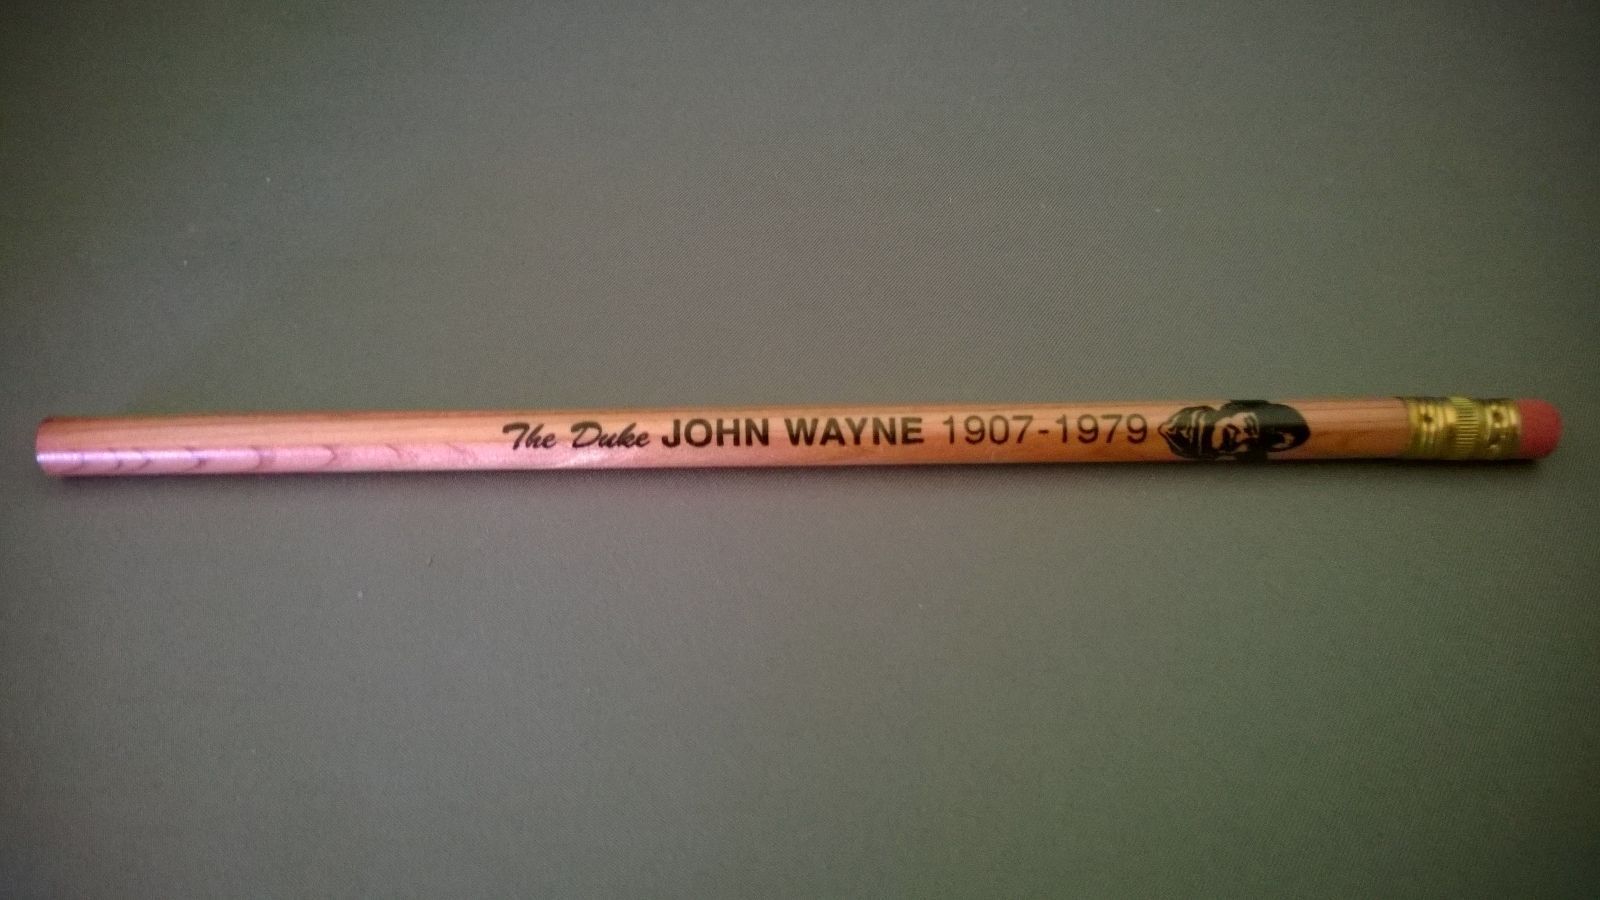 The Duke JOHN WAYNE 1907-1979